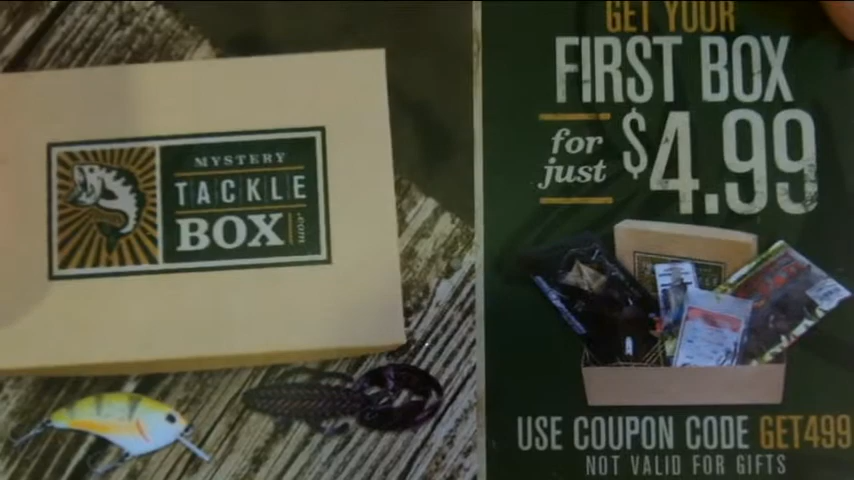 MYSTERY
TACKLE
BOX.com
GET YOUR
FIRST BOX
for
just
$4.99
USE COUPON CODE GET499
NOT VALID FOR GIFTS